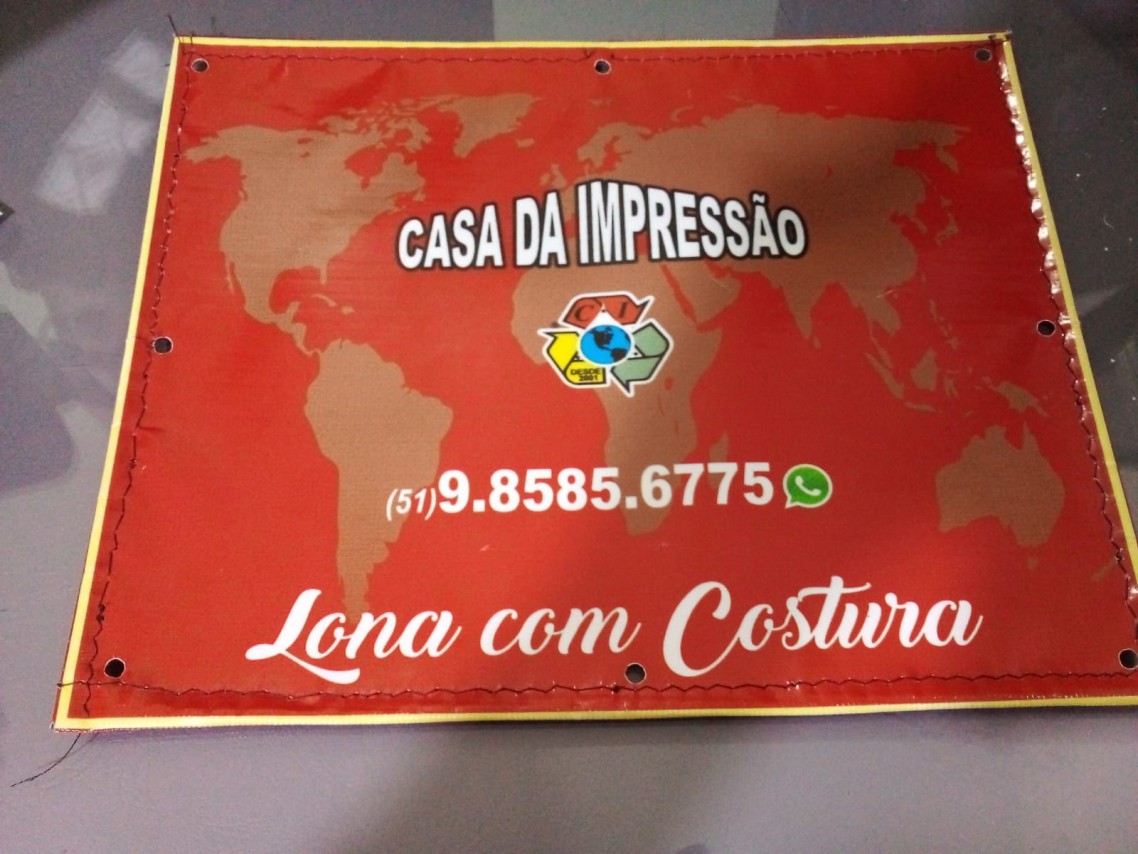 CASA DA IMPRESSÃO
C I
DESDE
2001
(51)9.8585.6775
Lona com Costura